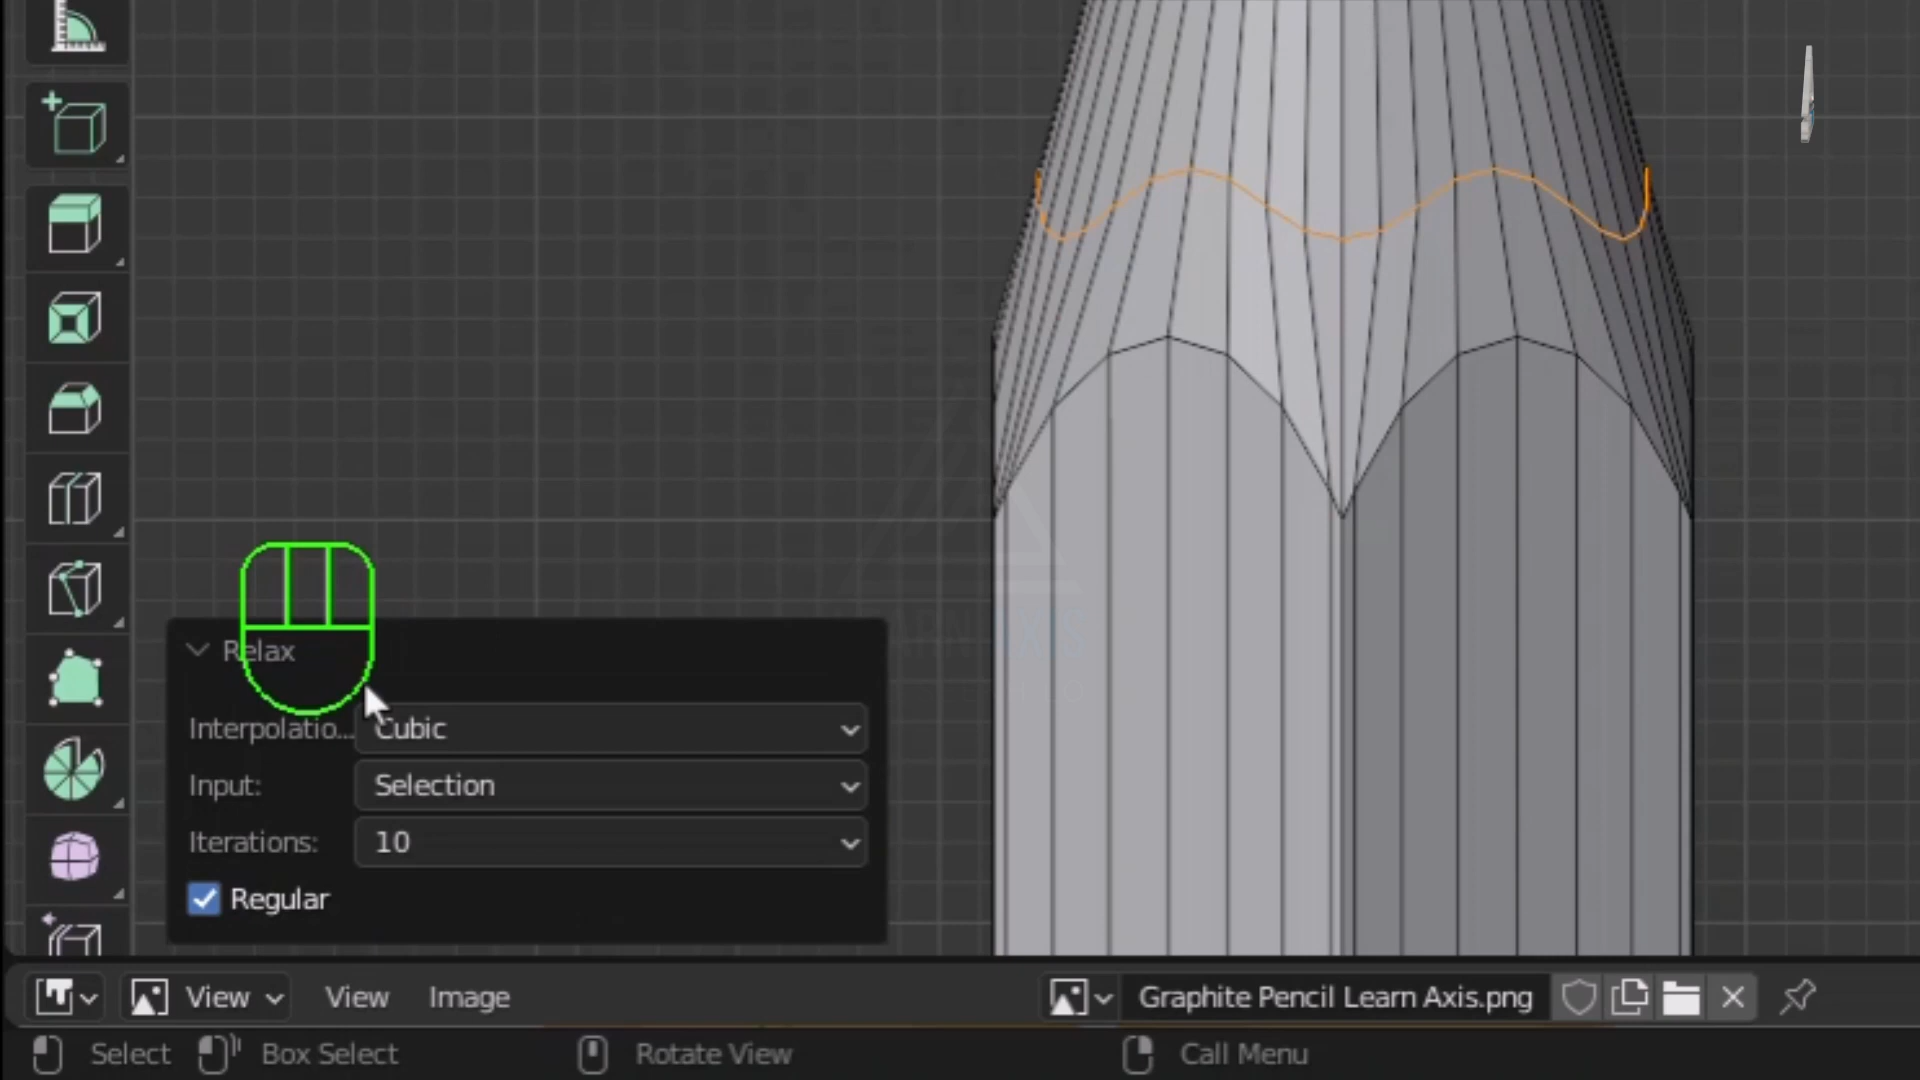 Relax
Interpolatio... Cubic
Input: Selection
Iterations: 10
Regular
View View Image Graphite Pencil Learn Axis.png
Select Box Select Rotate View Call Menu